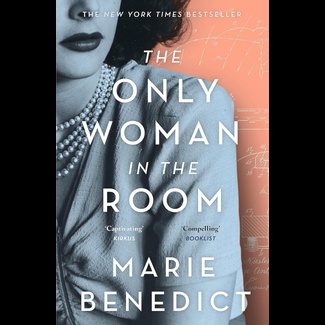 THE NEW YORK TIMES BESTSELLER
THE
ONLY
WOMAN
IN THE
ROOM
'Captivating' 'Compelling'
KIRKUS BOOKLIST
MARIE
BENEDICT